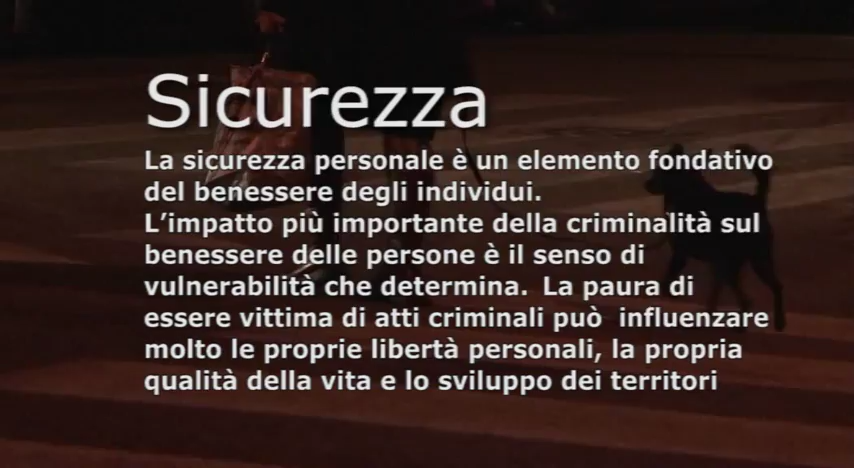 Sicurezza
La sicurezza personale è un elemento fondativo
del benessere degli individui.
L'impatto più importante della criminalità sul
benessere delle persone è il senso di
vulnerabilità che determina. La paura di
essere vittima di atti criminali può influenzare
molto le proprie libertà personali, la propria
qualità della vita e lo sviluppo dei territori